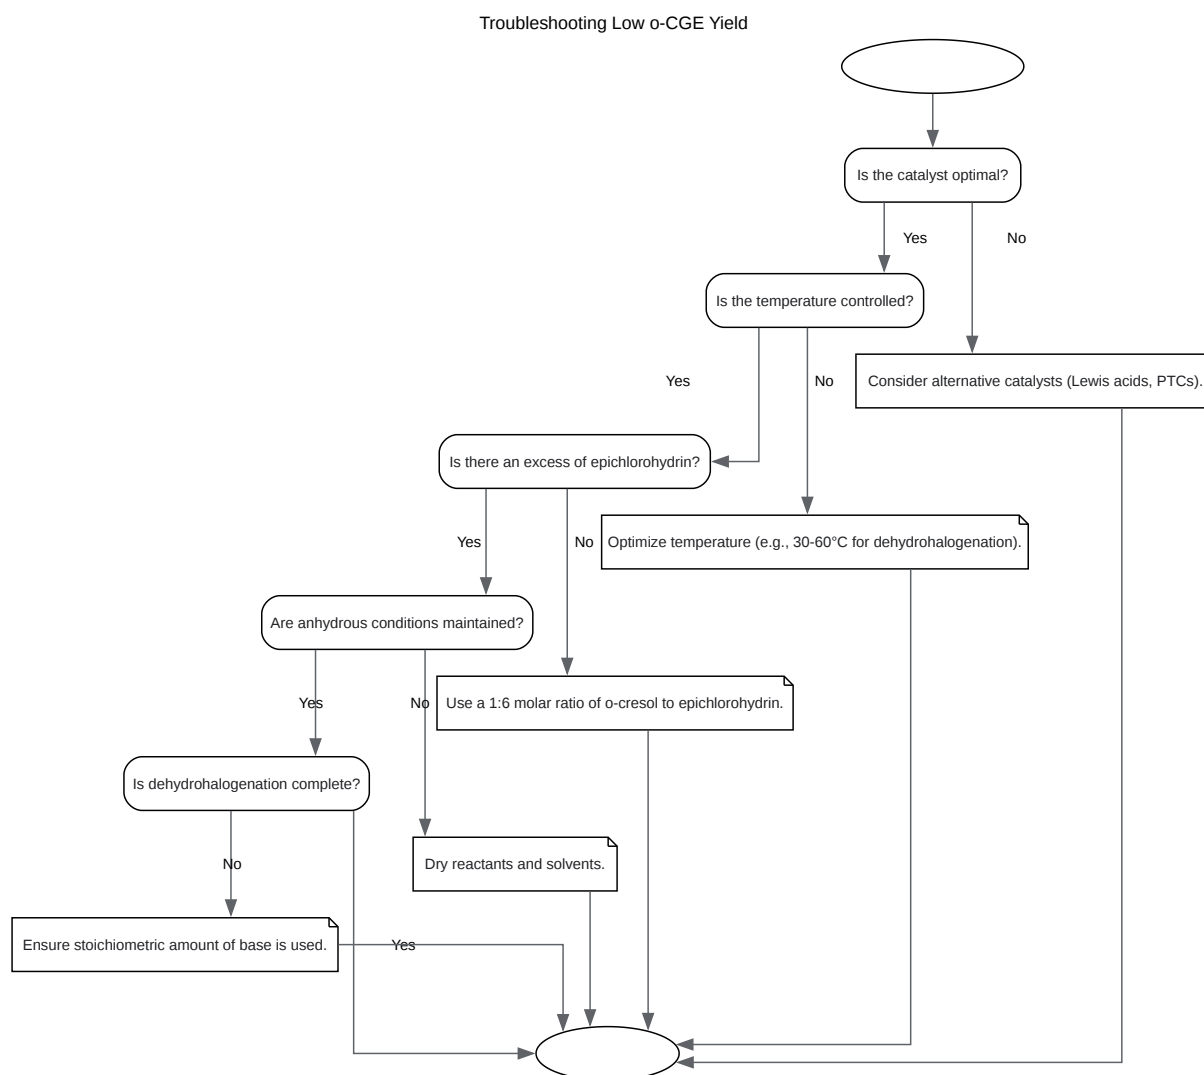 Troubleshooting Low o-CGE Yield
Is the catalyst optimal?
Yes
No
Is the temperature controlled?
Yes
No
Consider alternative catalysts (Lewis acids, PTCs).
Is there an excess of epichlorohydrin?
Yes
No
Optimize temperature (e.g., 30-60°C for dehydrohalogenation).
Are anhydrous conditions maintained?
Yes
No
Use a 1:6 molar ratio of o-cresol to epichlorohydrin.
Is dehydrohalogenation complete?
No
Dry reactants and solvents.
Ensure stoichiometric amount of base is used.
Yes